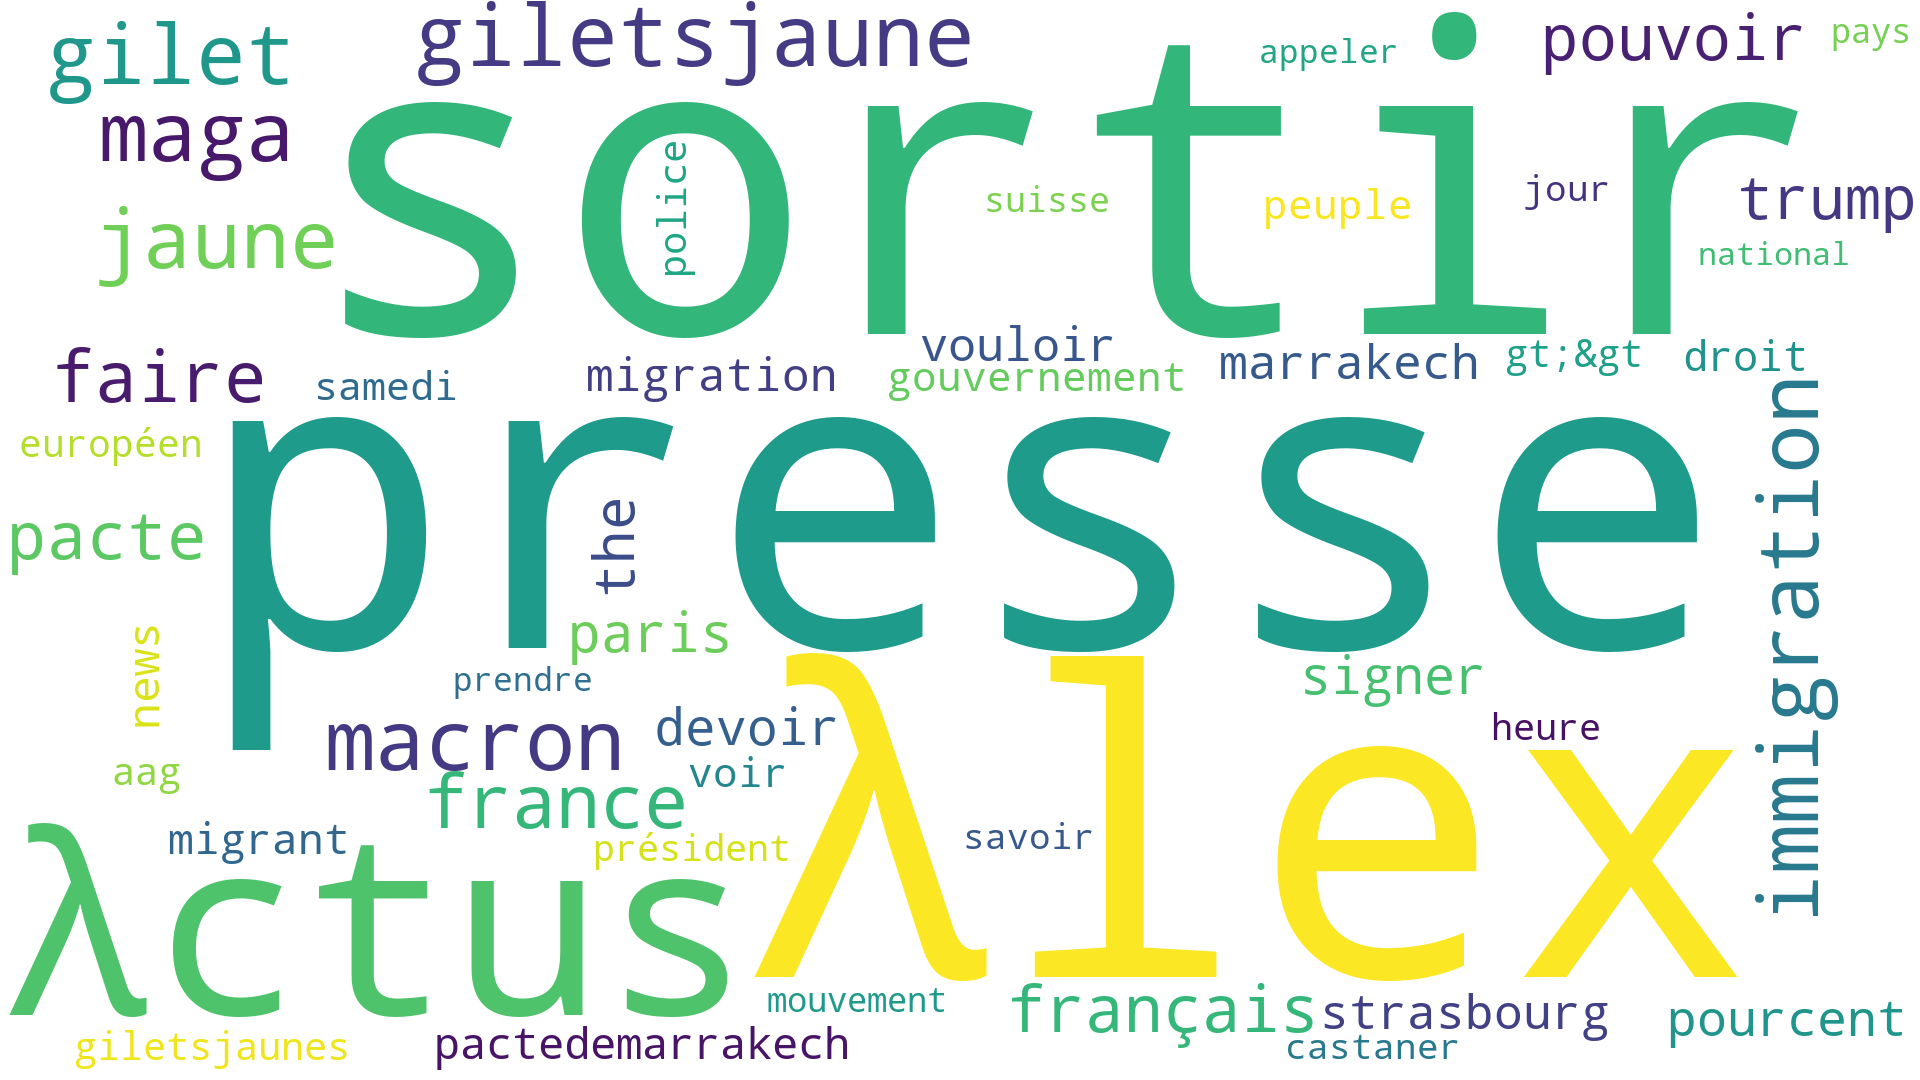 giletsjaune
gilet
pouvoir
pays
appeler
maga
sortir
police
jaune
suisse
peuple
jour
trump
national
vouloir
faire
samedi
migration
gouvernement
marrakech
gt;&gt
droit
européen
presse
immigration
pacte
the
paris
news
prendre
signer
macron
devoir
heure
aag
voir
france
λlex
migrant
président
savoir
λctus
mouvement
français
strasbourg
pourcent
giletsjaunes
pactedemarrakech
castaner